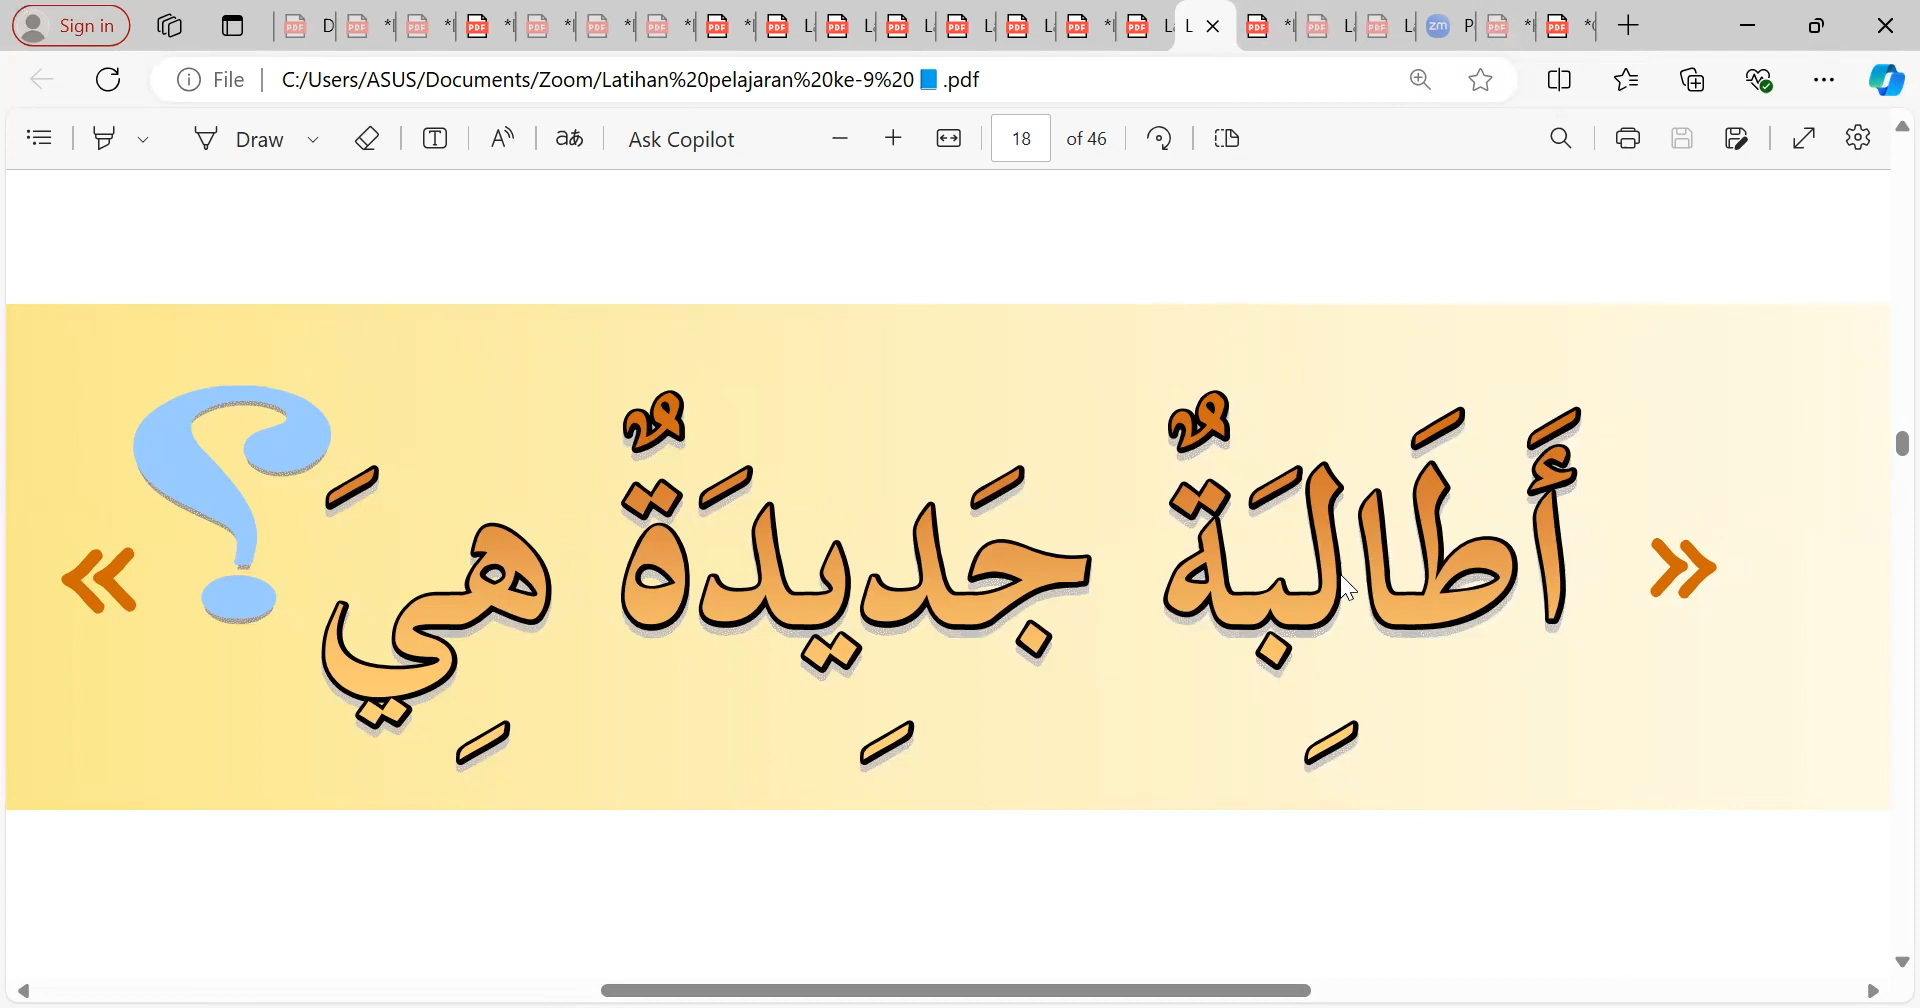 Sign in
File
C:/Users/ASUS/Documents/Zoom/Latihan%20pelajaran%20ke-9%20📘.pdf
Draw
Ask Copilot
18 of 46
« أَطَالِبَةٌ جَدِيدَةٌ هِيَ؟ »